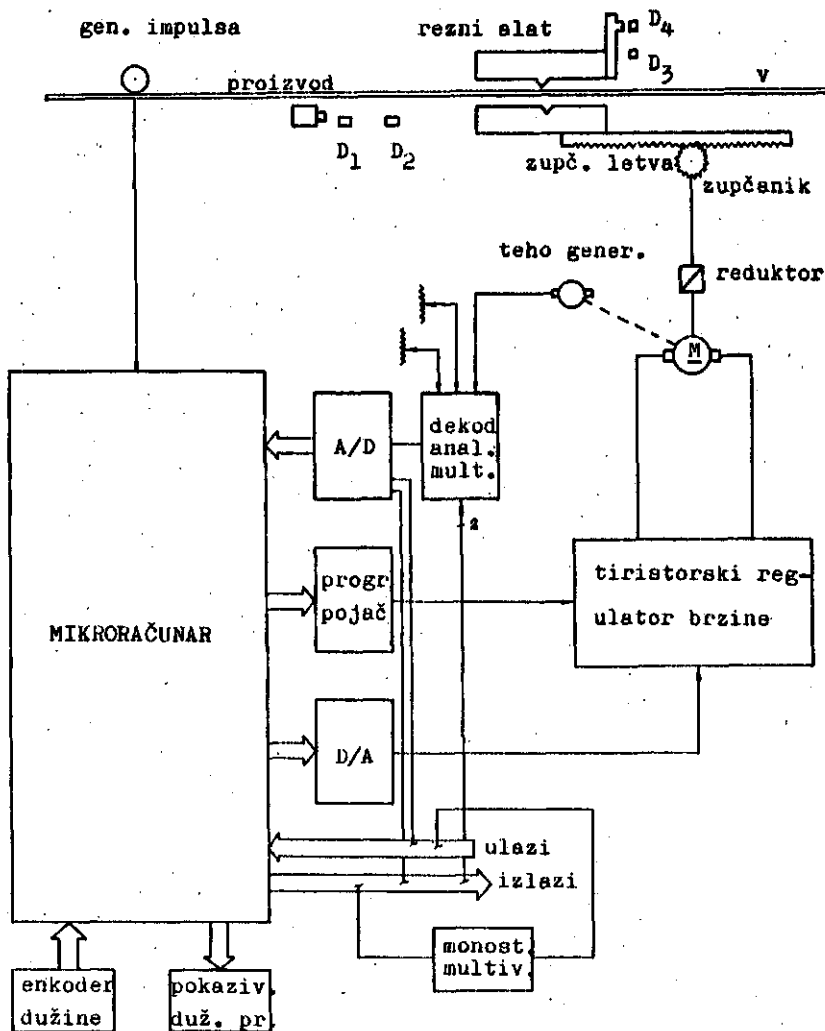 gen. impulsa
rezni alat
D4
D3
proizvod
v
D1
D2
zupč. letva
zupčanik
teho gener.
reduktor
M
A/D
dekod
anal.
mult.
2
progr
pojač
tiristorski reg-
ulator brzine
MIKRORAČUNAR
D/A
ulazi
izlazi
monost.
multiv.
enkoder
dužine
pokaziv.
duž. pr.